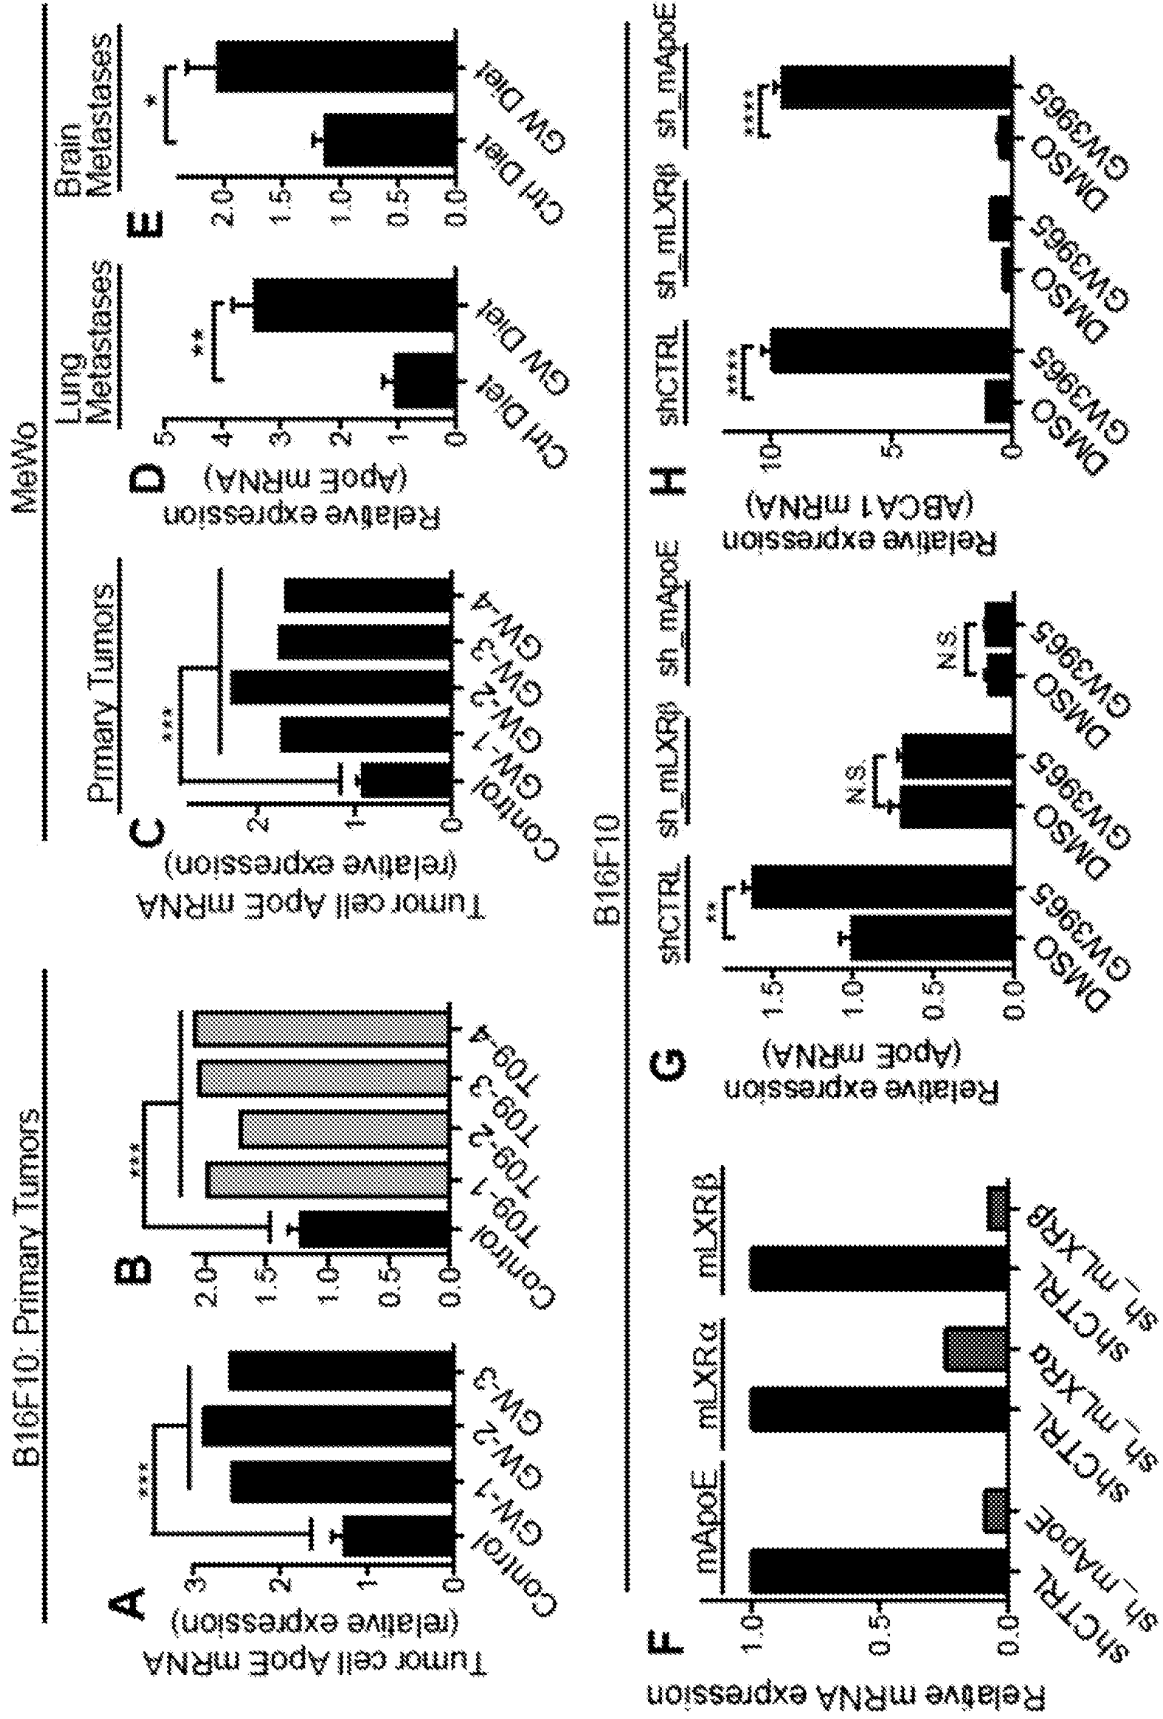 B16F10: Primary Tumors
A
Tumor cell ApoE mRNA
(relative expression)
3
2
1
0
***
Control
GW-1
GW-2
GW-3
B
2.0
1.5
1.0
0.5
0.0
***
Control
T09-1
T09-2
T09-3
T09-4
MeWo
Primary Tumors
C
Tumor cell ApoE mRNA
(relative expression)
2
1
0
***
Control
GW-1
GW-2
GW-3
GW-4
Lung
Metastases
D
Relative expression
(ApoE mRNA)
5
4
3
2
1
0
**
Ctrl Diet
GW Diet
Brain
Metastases
E
2.0
1.5
1.0
0.5
0.0
*
Ctrl Diet
GW Diet
B16F10
F
Relative mRNA expression
1.0
0.5
0.0
mApoE
mLXRα
mLXRβ
shCTRL
sh_mApoE
shCTRL
sh_mLXRα
shCTRL
sh_mLXRβ
G
Relative expression
(ApoE mRNA)
1.5
1.0
0.5
0.0
shCTRL
sh_mLXRβ
sh_mApoE
**
N.S.
N.S.
DMSO
GW3965
DMSO
GW3965
DMSO
GW3965
H
Relative expression
(ABCA1 mRNA)
10
5
0
shCTRL
sh_mLXRβ
sh_mApoE
****
****
DMSO
GW3965
DMSO
GW3965
DMSO
GW3965